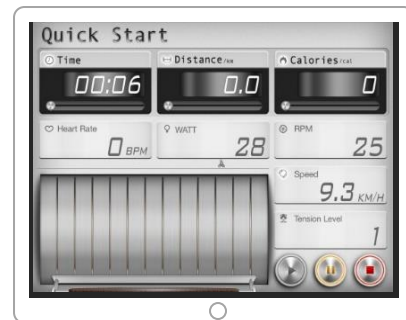 Quick Start
Time
00:06
Distance/KM
0.0
Calories/cal
0
Heart Rate
0 BPM
WATT
28
RPM
25
Speed
9.3 KM/H
Tension Level
1